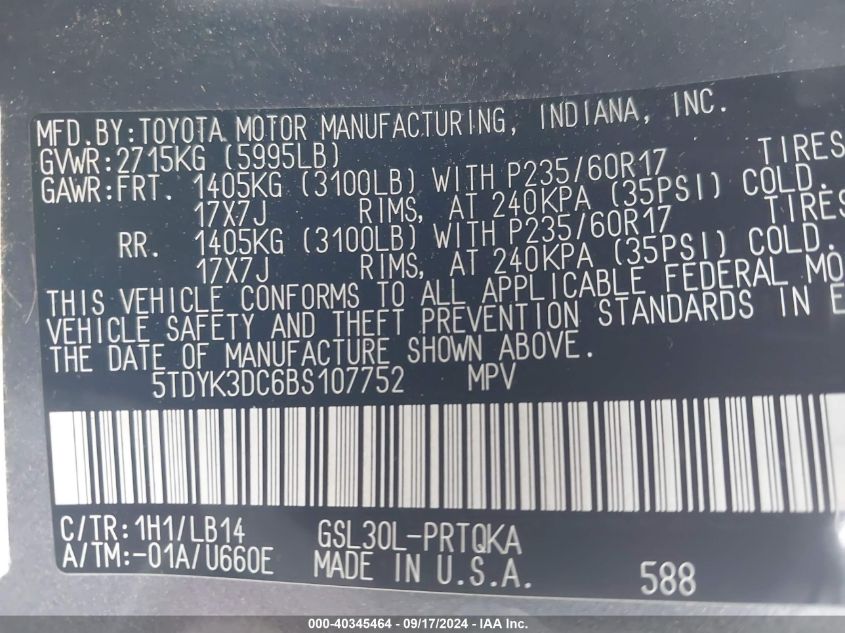 MFD.BY:TOYOTA MOTOR MANUFACTURING, INDIANA, INC.
GVWR:2715KG (5995LB)
GAWR:FRT. 1405KG (3100LB) WITH P235/60R17 TIRES
17X7J RIMS, AT 240KPA (35PSI) COLD.
RR. 1405KG (3100LB) WITH P235/60R17 TIRES
17X7J RIMS, AT 240KPA (35PSI) COLD.
THIS VEHICLE CONFORMS TO ALL APPLICABLE FEDERAL MO
VEHICLE SAFETY AND THEFT PREVENTION STANDARDS IN E
THE DATE OF MANUFACTURE SHOWN ABOVE.
5TDYK3DC6BS107752 MPV
C/TR:1H1/LB14 GSL30L-PRTQKA
A/TM:-01A/U660E MADE IN U.S.A. 588
000-40345464 - 09/17/2024 - IAA Inc.